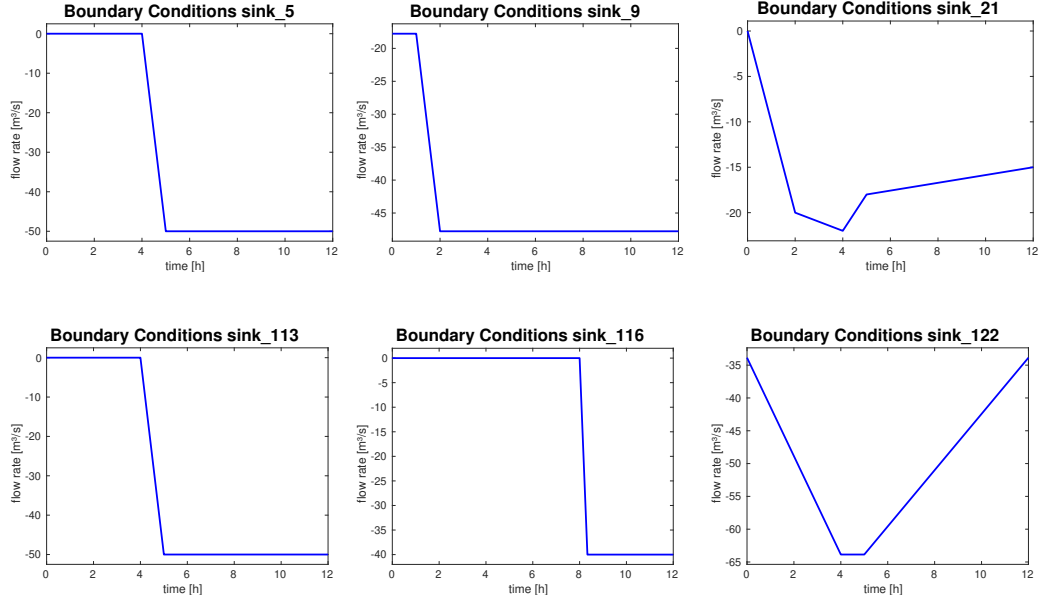 Boundary Conditions sink_5
0
-10
-20
-30
-40
-50
flow rate [m³/s]
0 2 4 6 8 10 12
time [h]
Boundary Conditions sink_9
-20
-25
-30
-35
-40
-45
flow rate [m³/s]
0 2 4 6 8 10 12
time [h]
Boundary Conditions sink_21
0
-5
-10
-15
-20
flow rate [m³/s]
0 2 4 6 8 10 12
time [h]
Boundary Conditions sink_113
0
-10
-20
-30
-40
-50
flow rate [m³/s]
0 2 4 6 8 10 12
time [h]
Boundary Conditions sink_116
0
-5
-10
-15
-20
-25
-30
-35
-40
flow rate [m³/s]
0 2 4 6 8 10 12
time [h]
Boundary Conditions sink_122
-35
-40
-45
-50
-55
-60
-65
flow rate [m³/s]
0 2 4 6 8 10 12
time [h]